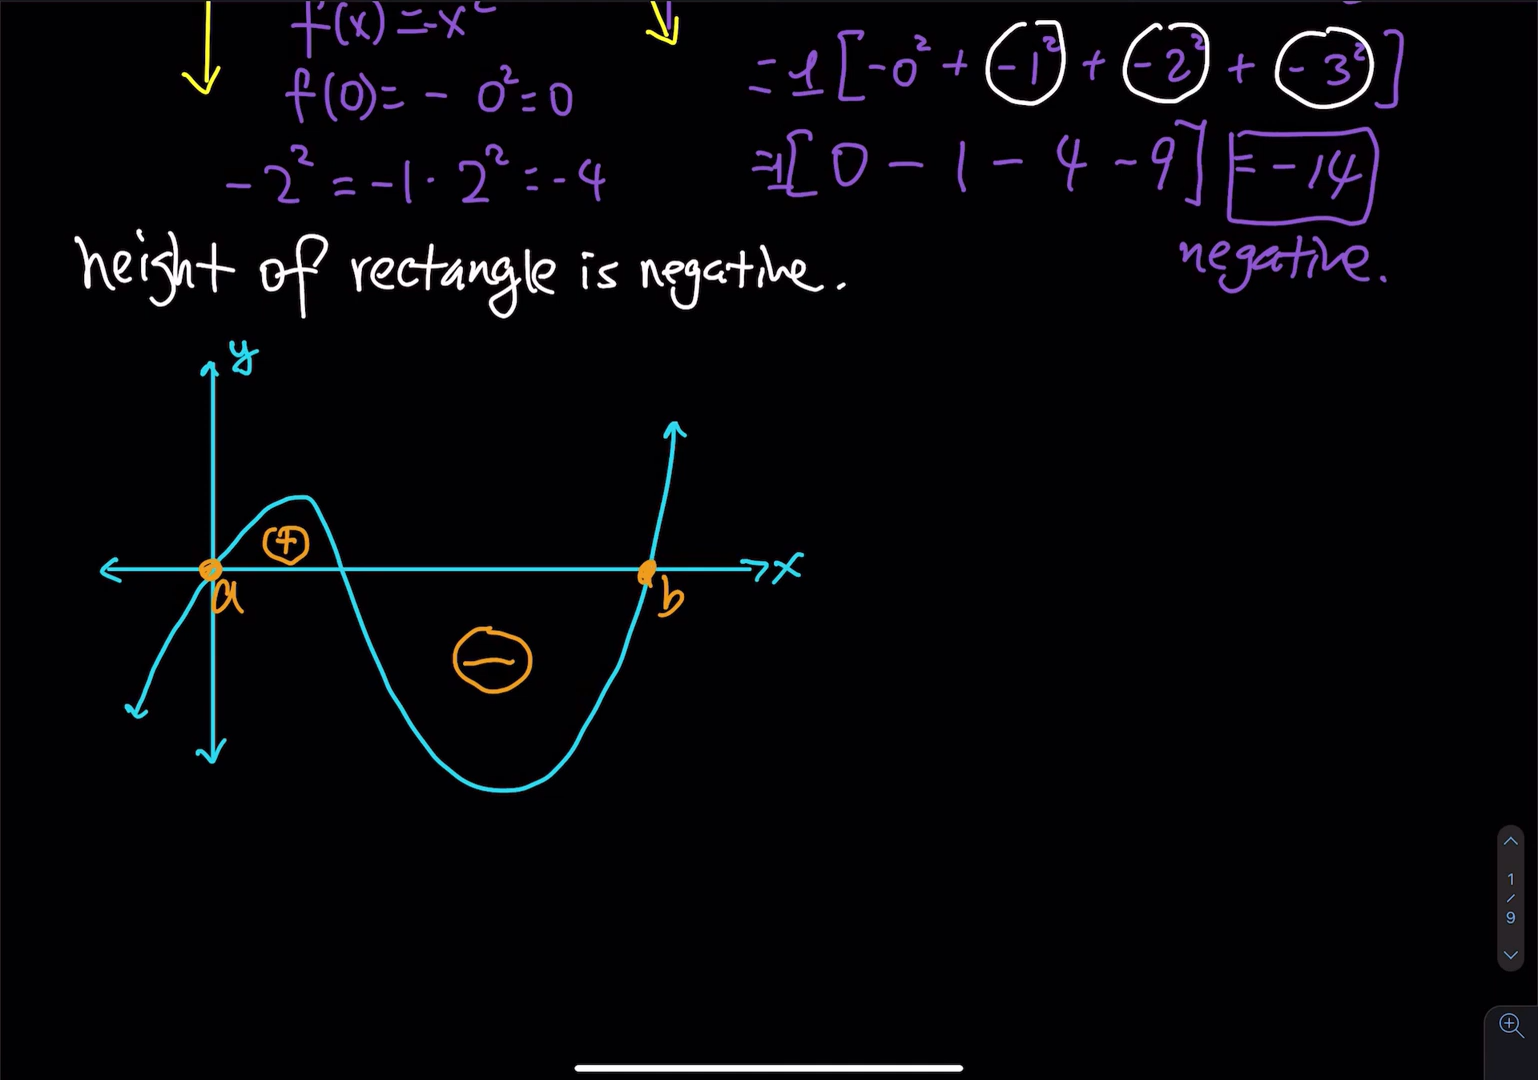 f(x)=-x²
f(0)= - 0²=0
-2² = -1 · 2² = -4
=1[-0² + -1² + -2² + -3²]
=1[0 - 1 - 4 - 9] = -14
negative.
height of rectangle is negative.
y
+
a
b
x
-
1
/
9